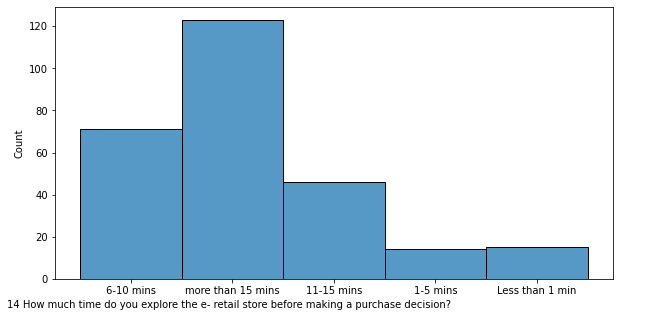 120
100
80
60
40
20
0
Count
6-10 mins more than 15 mins 11-15 mins 1-5 mins Less than 1 min
14 How much time do you explore the e- retail store before making a purchase decision?